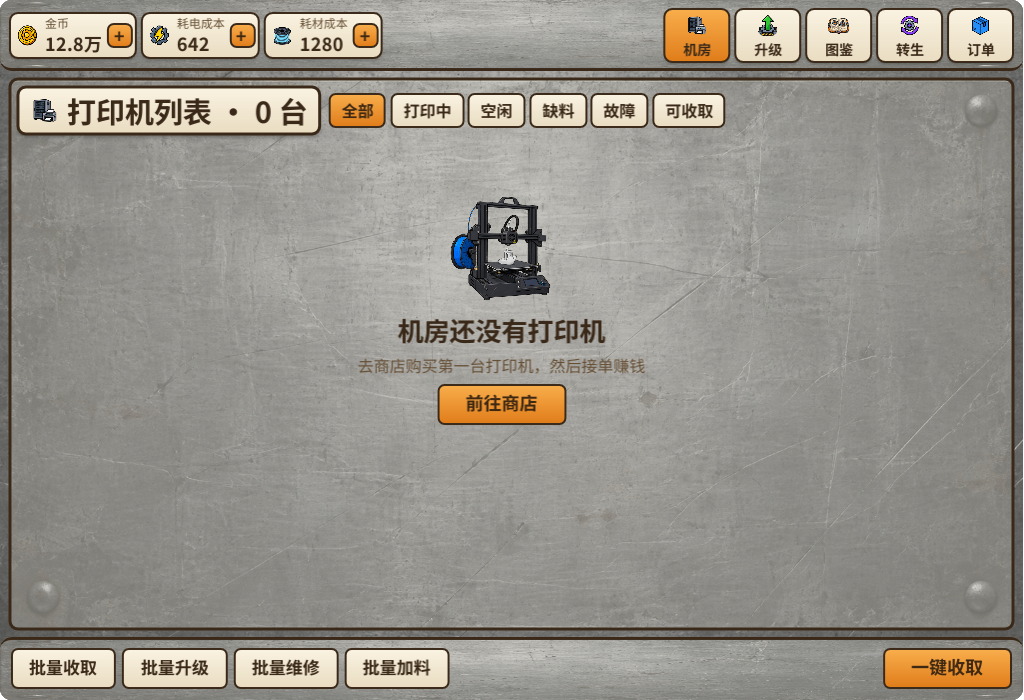 金币
12.8万 +
耗电成本
642 +
耗材成本
1280 +
机房
升级
图鉴
转生
订单
打印机列表 · 0 台
全部
打印中
空闲
缺料
故障
可收取
机房还没有打印机
去商店购买第一台打印机，然后接单赚钱
前往商店
批量收取
批量升级
批量维修
批量加料
一键收取